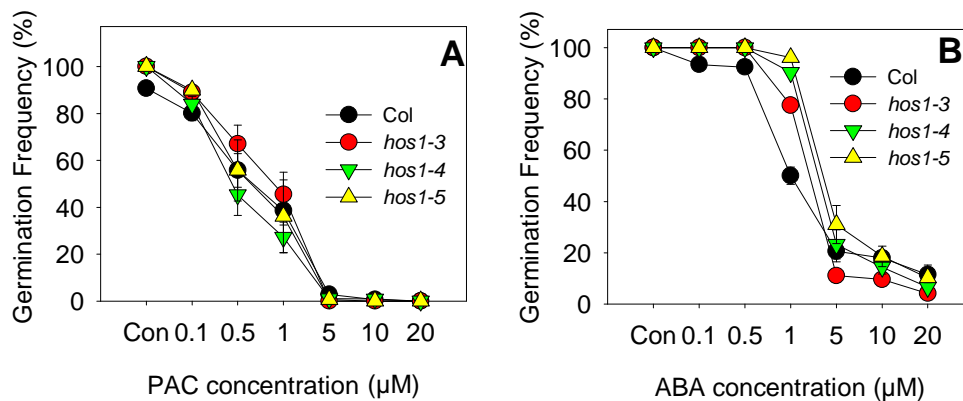 A
Germination Frequency (%)
100
80
60
40
20
0
Col
hos1-3
hos1-4
hos1-5
Con 0.1 0.5 1 5 10 20
PAC concentration (µM)
B
Germination Frequency (%)
100
80
60
40
20
0
Col
hos1-3
hos1-4
hos1-5
Con 0.1 0.5 1 5 10 20
ABA concentration (µM)